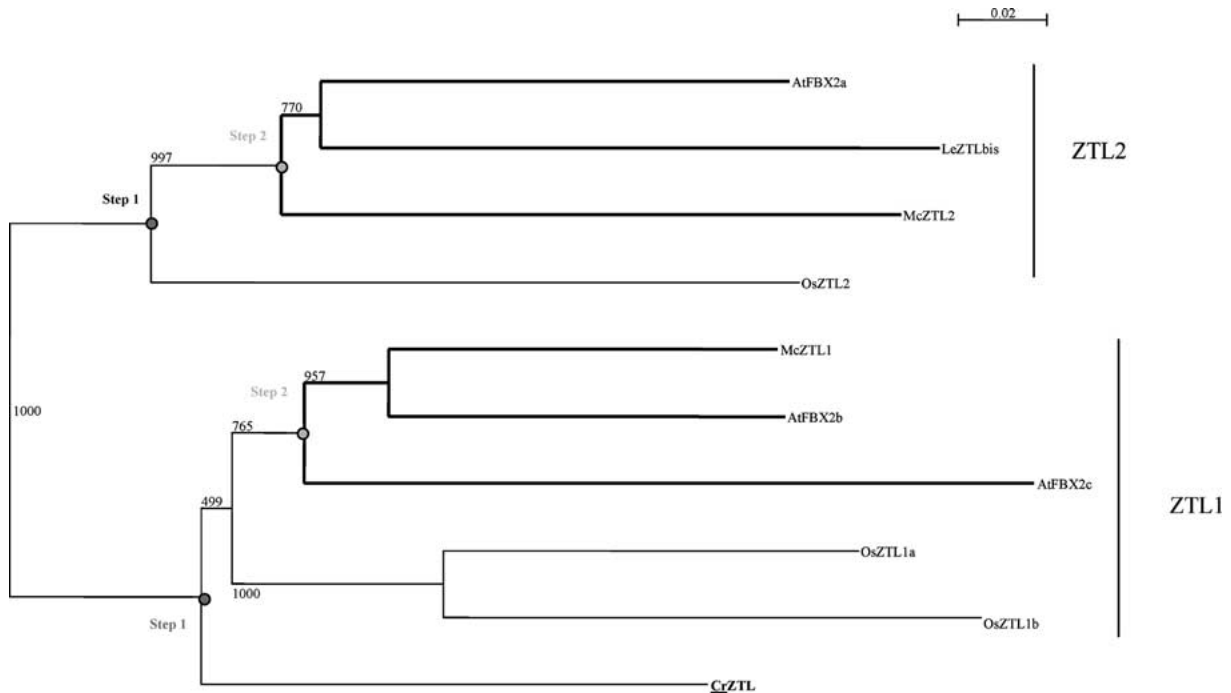 0.02
AtFBX2a
770
Step 2
LeZTLbis
ZTL2
997
Step 1
McZTL2
OsZTL2
McZTL1
957
Step 2
1000
AtFBX2b
765
AtFBX2c
499
ZTL1
OsZTL1a
1000
Step 1
OsZTL1b
CrZTL